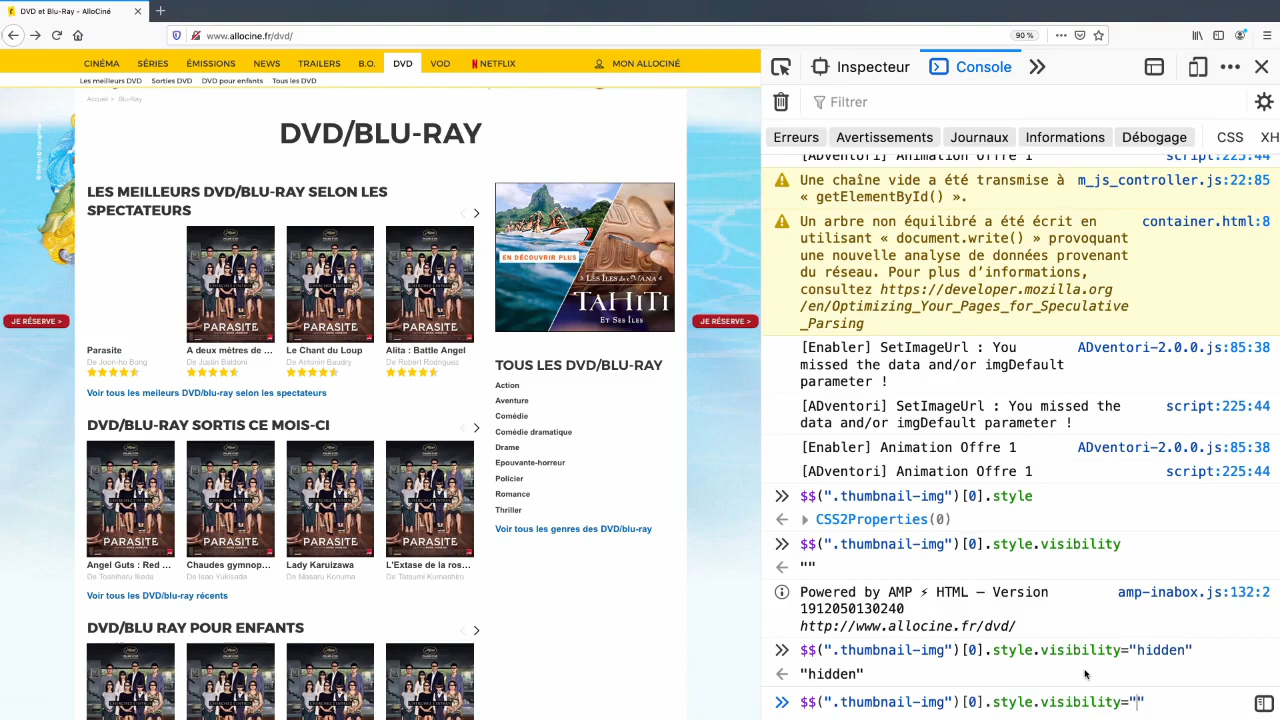 DVD et Blu-Ray - AlloCiné
www.allocine.fr/dvd/
90 %
CINÉMA SÉRIES ÉMISSIONS NEWS TRAILERS B.O. DVD VOD NETFLIX MON ALLOCINÉ
Les meilleurs DVD Sorties DVD DVD pour enfants Tous les DVD
Accueil > Blu-Ray
DVD/BLU-RAY
LES MEILLEURS DVD/BLU-RAY SELON LES
SPECTATEURS
PARASITE PARASITE PARASITE
Parasite A deux mètres de ... Le Chant du Loup Alita : Battle Angel
De Joon-ho Bong De Justin Baldoni De Antonin Baudry De Robert Rodriguez
Voir tous les meileurs DVD/blu-ray selon les spectateurs
JE RÉSERVE >
DVD/BLU-RAY SORTIS CE MOIS-CI
PARASITE PARASITE PARASITE PARASITE
Angel Guts : Red ... Chaudes gymnop... Lady Karuizawa L'Extase de la ros...
De Toshiharu Ikeda De Isao Yukisada De Masaru Konuma De Tatsumi Kumashiro
Voir tous les DVD/blu-ray récents
DVD/BLU RAY POUR ENFANTS
EN DÉCOUVRIR PLUS
LES ÎLES du MANA
TAHITI
ET SES ÎLES
JE RÉSERVE >
TOUS LES DVD/BLU-RAY
Action
Aventure
Comédie
Comédie dramatique
Drame
Epouvante-horreur
Policier
Romance
Thriller
Voir tous les genres des DVD/blu-ray
Inspecteur Console
Filtrer
Erreurs Avertissements Journaux Informations Débogage CSS XH
[ADventori] Animation Offre 1 script:225:44
Une chaîne vide a été transmise à m_js_controller.js:22:85
« getElementById() ».
Un arbre non équilibré a été écrit en container.html:8
utilisant « document.write() » provoquant
une nouvelle analyse de données provenant
du réseau. Pour plus d’informations,
consultez https://developer.mozilla.org
/en/Optimizing_Your_Pages_for_Speculative
_Parsing
[Enabler] SetImageUrl : You ADventori-2.0.0.js:85:38
missed the data and/or imgDefault
parameter !
[ADventori] SetImageUrl : You missed the script:225:44
data and/or imgDefault parameter !
[Enabler] Animation Offre 1 ADventori-2.0.0.js:85:38
[ADventori] Animation Offre 1 script:225:44
$$(".thumbnail-img")[0].style
CSS2Properties(0)
$$(".thumbnail-img")[0].style.visibility
""
Powered by AMP ⚡ HTML – Version amp-inabox.js:132:2
1912050130240
http://www.allocine.fr/dvd/
$$(".thumbnail-img")[0].style.visibility="hidden"
"hidden"
$$(".thumbnail-img")[0].style.visibility=""